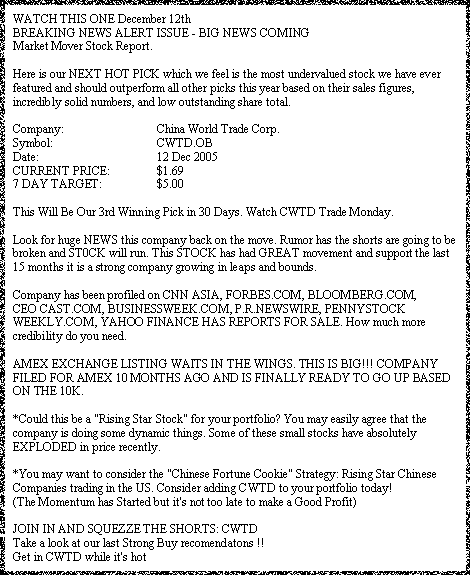 WATCH THIS ONE December 12th
BREAKING NEWS ALERT ISSUE - BIG NEWS COMING
Market Mover Stock Report.
Here is our NEXT HOT PICK which we feel is the most undervalued stock we have ever
featured and should outperform all other picks this year based on their sales figures,
incredibly solid numbers, and low outstanding share total.
Company: China World Trade Corp.
Symbol: CWTD.OB
Date: 12 Dec 2005
CURRENT PRICE: $1.69
7 DAY TARGET: $5.00
This Will Be Our 3rd Winning Pick in 30 Days. Watch CWTD Trade Monday.
Look for huge NEWS this company back on the move. Rumor has the shorts are going to be
broken and ST0CK will run. This STOCK has had GREAT movement and support the last
15 months it is a strong company growing in leaps and bounds.
Company has been profiled on CNN ASIA, FORBES.COM, BLOOMBERG.COM,
CEO CAST.COM, BUSINESSWEEK.COM, P.R.NEWSWIRE, PENNYSTOCK
WEEKLY.COM, YAHOO FINANCE HAS REPORTS FOR SALE. How much more
credibility do you need.
AMEX EXCHANGE LISTING WAITS IN THE WINGS. THIS IS BIG!!! COMPANY
FILED FOR AMEX 10 MONTHS AGO AND IS FINALLY READY TO GO UP BASED
ON THE 10K.
*Could this be a "Rising Star Stock" for your portfolio? You may easily agree that the
company is doing some dynamic things. Some of these small stocks have absolutely
EXPLODED in price recently.
*You may want to consider the "Chinese Fortune Cookie" Strategy: Rising Star Chinese
Companies trading in the US. Consider adding CWTD to your portfolio today!
(The Momentum has Started but it's not too late to make a Good Profit)
JOIN IN AND SQUEZZE THE SHORTS: CWTD
Take a look at our last Strong Buy recomendatons !!
Get in CWTD while it's hot